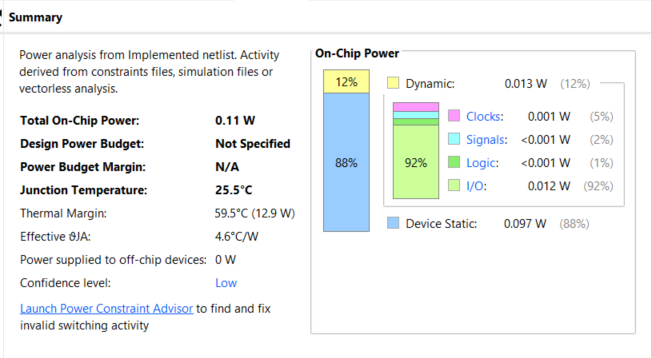 Summary
Power analysis from Implemented netlist. Activity
derived from constraints files, simulation files or
vectorless analysis.
Total On-Chip Power: 0.11 W
Design Power Budget: Not Specified
Power Budget Margin: N/A
Junction Temperature: 25.5°C
Thermal Margin: 59.5°C (12.9 W)
Effective ϑJA: 4.6°C/W
Power supplied to off-chip devices: 0 W
Confidence level: Low
Launch Power Constraint Advisor to find and fix
invalid switching activity
On-Chip Power
12%
88%
92%
Dynamic: 0.013 W (12%)
Clocks: 0.001 W (5%)
Signals: <0.001 W (2%)
Logic: <0.001 W (1%)
I/O: 0.012 W (92%)
Device Static: 0.097 W (88%)